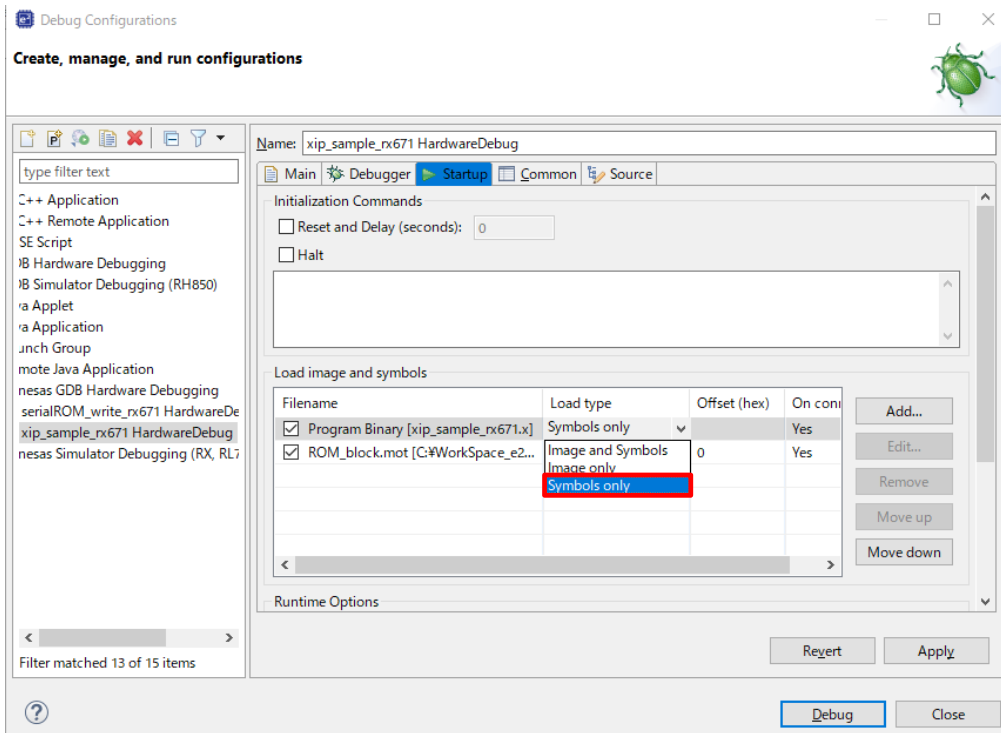 Debug Configurations
Create, manage, and run configurations
Name: xip_sample_rx671 HardwareDebug
type filter text
C++ Application
C++ Remote Application
SE Script
DB Hardware Debugging
DB Simulator Debugging (RH850)
va Applet
va Application
unch Group
mote Java Application
nesas GDB Hardware Debugging
serialROM_write_rx671 HardwareDe
xip_sample_rx671 HardwareDebug
nesas Simulator Debugging (RX, RL7
Filter matched 13 of 15 items
Main Debugger Startup Common Source
Initialization Commands
Reset and Delay (seconds): 0
Halt
Load image and symbols
Filename Load type Offset (hex) On conn
Program Binary [xip_sample_rx671.x] Symbols only Yes
ROM_block.mot [C:¥WorkSpace_e2... 0 Yes
Image and Symbols
Image only
Symbols only
Add...
Edit...
Remove
Move up
Move down
Runtime Options
Revert Apply
Debug Close